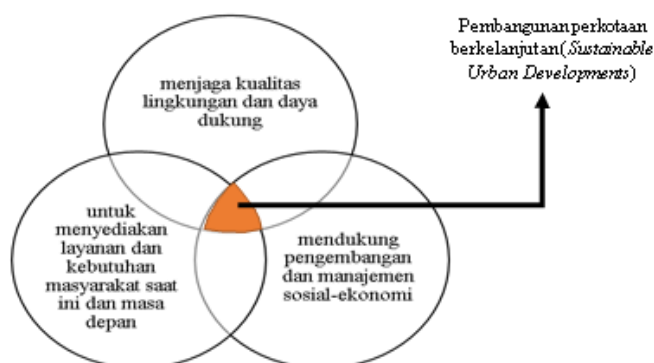 Pembangunan perkotaan
berkelanjutan (Sustainable
Urban Developments)
menjaga kualitas
lingkungan dan daya
dukung
untuk
menyediakan
layanan dan
kebutuhan
masyarakat saat
ini dan masa
depan
mendukung
pengembangan
dan manajemen
sosial-ekonomi